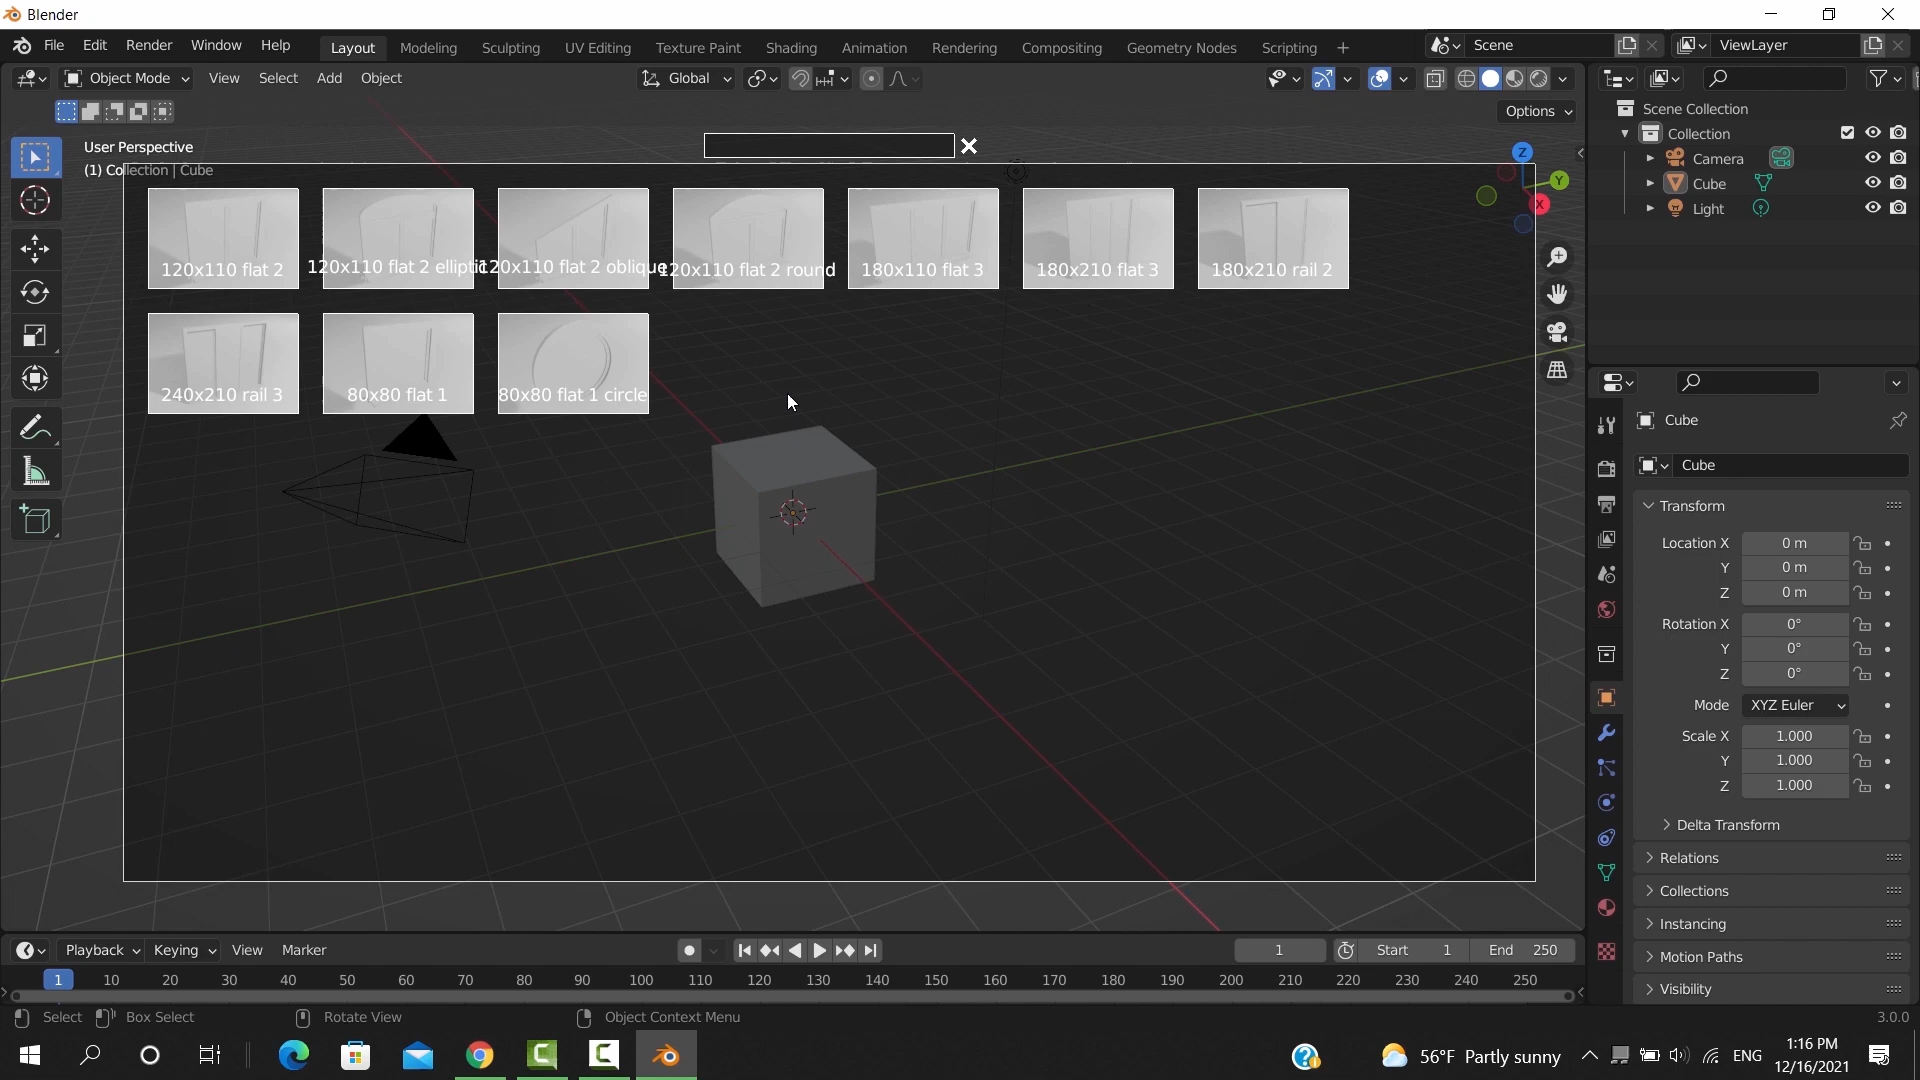 Blender
File Edit Render Window Help
Layout Modeling Sculpting UV Editing Texture Paint Shading Animation Rendering Compositing Geometry Nodes Scripting +
Scene
ViewLayer
Object Mode View Select Add Object
Global
Options
User Perspective
(1) Collection | Cube
Z
Y
X
120x110 flat 2
120x110 flat 2 elliptic
120x110 flat 2 oblique
120x110 flat 2 round
180x110 flat 3
180x210 flat 3
180x210 rail 2
240x210 rail 3
80x80 flat 1
80x80 flat 1 circle
Scene Collection
Collection
Camera
Cube
Light
Cube
Cube
Transform
Location X 0 m
Y 0 m
Z 0 m
Rotation X 0°
Y 0°
Z 0°
Mode XYZ Euler
Scale X 1.000
Y 1.000
Z 1.000
Delta Transform
Relations
Collections
Instancing
Motion Paths
Visibility
Playback Keying View Marker
1
Start 1
End 250
1 10 20 30 40 50 60 70 80 90 100 110 120 130 140 150 160 170 180 190 200 210 220 230 240 250
Select Box Select Rotate View Object Context Menu
3.0.0
56°F Partly sunny
ENG
1:16 PM
12/16/2021